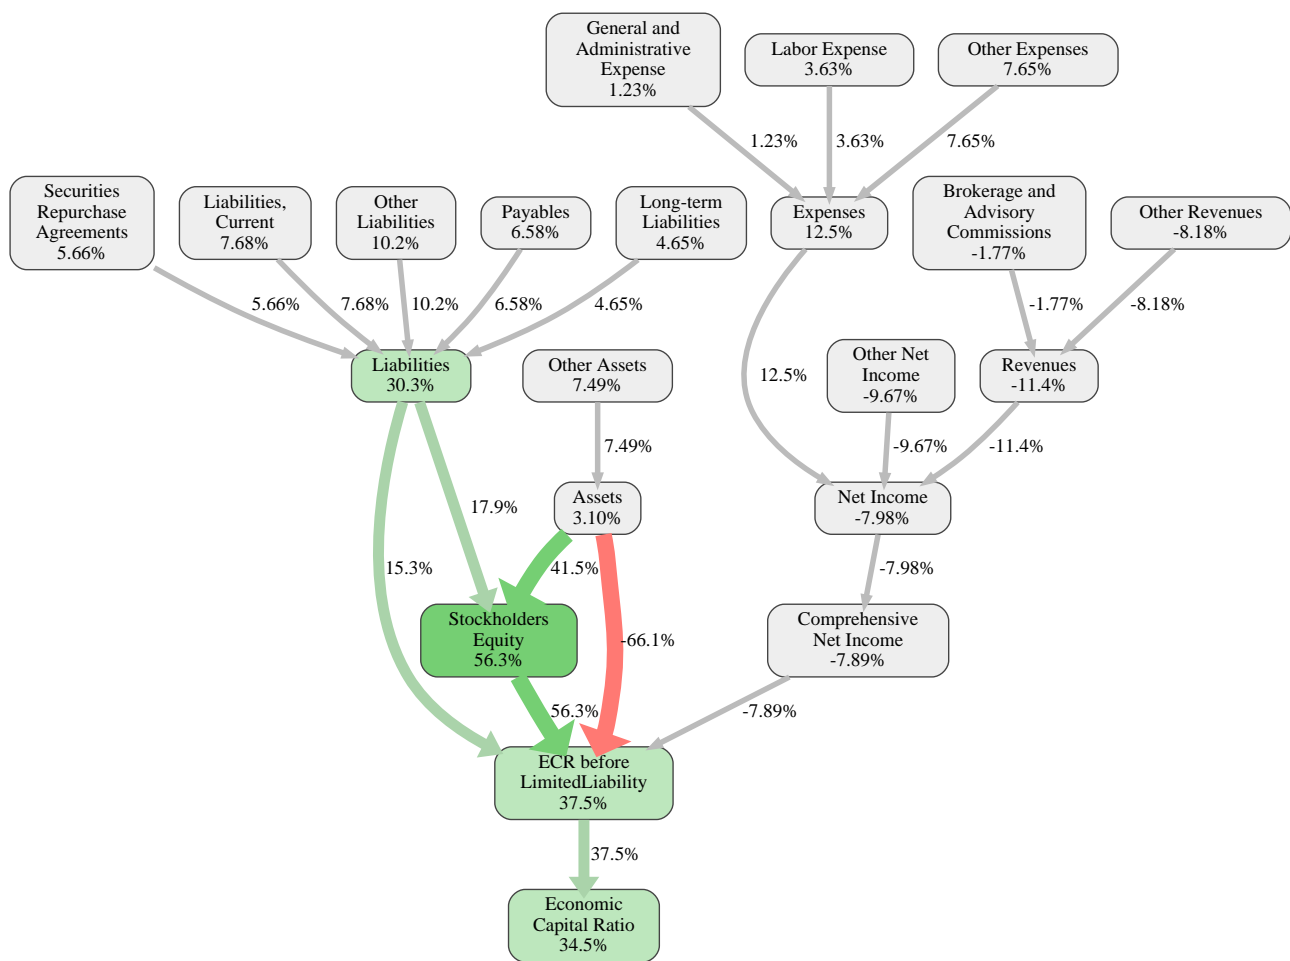 General and
Administrative
Expense
1.23%
Labor Expense
3.63%
Other Expenses
7.65%
1.23%
3.63%
7.65%
Securities
Repurchase
Agreements
5.66%
Liabilities,
Current
7.68%
Other
Liabilities
10.2%
Payables
6.58%
Long-term
Liabilities
4.65%
Expenses
12.5%
Brokerage and
Advisory
Commissions
-1.77%
Other Revenues
-8.18%
5.66%
7.68%
10.2%
6.58%
4.65%
-1.77%
-8.18%
Liabilities
30.3%
Other Assets
7.49%
12.5%
Other Net
Income
-9.67%
Revenues
-11.4%
7.49%
-9.67%
-11.4%
17.9%
Assets
3.10%
Net Income
-7.98%
15.3%
41.5%
-7.98%
Stockholders
Equity
56.3%
-66.1%
Comprehensive
Net Income
-7.89%
56.3%
-7.89%
ECR before
LimitedLiability
37.5%
37.5%
Economic
Capital Ratio
34.5%